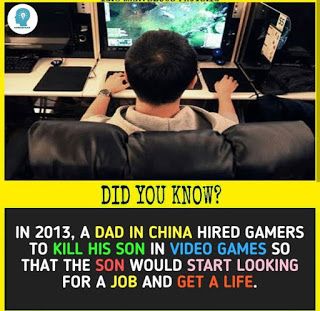 DID YOU KNOW?
IN 2013, A DAD IN CHINA HIRED GAMERS
TO KILL HIS SON IN VIDEO GAMES SO
THAT THE SON WOULD START LOOKING
FOR A JOB AND GET A LIFE.